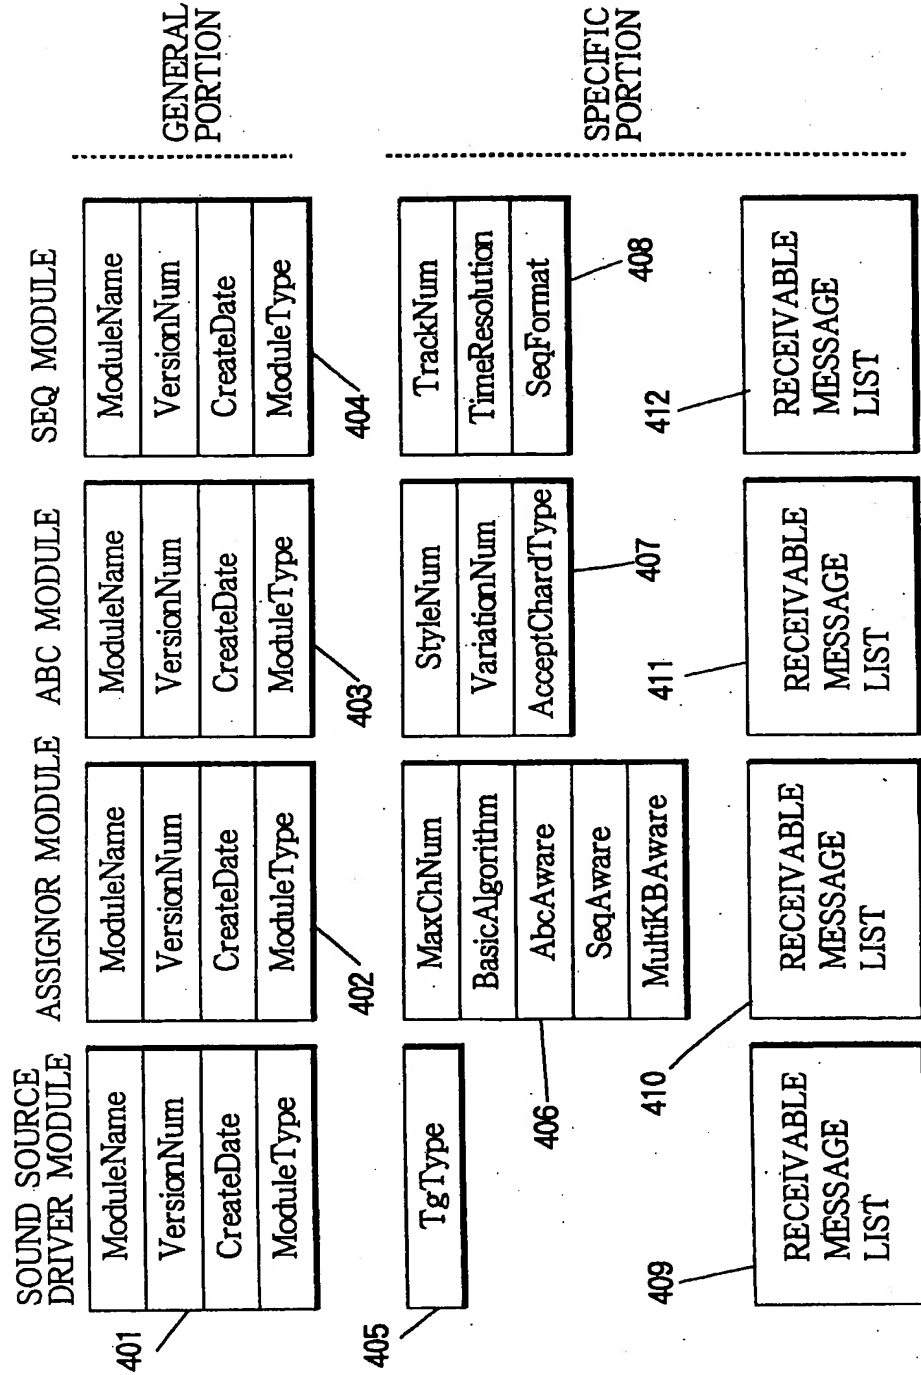 SOUND SOURCE
DRIVER MODULE
ASSIGNOR MODULE
ABC MODULE
SEQ MODULE
ModuleName
VersionNum
CreateDate
ModuleType
401
ModuleName
VersionNum
CreateDate
ModuleType
402
ModuleName
VersionNum
CreateDate
ModuleType
403
ModuleName
VersionNum
CreateDate
ModuleType
404
GENERAL
PORTION
TgType
405
MaxChNum
BasicAlgorithm
AbcAware
SeqAware
MultiKBAware
406
StyleNum
VariationNum
AcceptChardType
407
TrackNum
TimeResolution
SeqFormat
408
SPECIFIC
PORTION
RECEIVABLE
MESSAGE
LIST
409
RECEIVABLE
MESSAGE
LIST
410
RECEIVABLE
MESSAGE
LIST
411
RECEIVABLE
MESSAGE
LIST
412